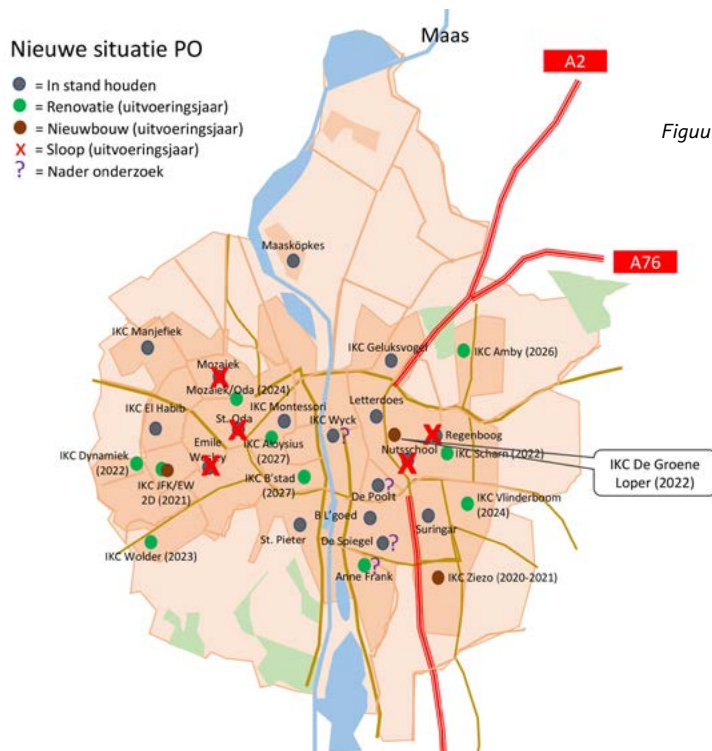 Maas
Nieuwe situatie PO
A2
= In stand houden
= Renovatie (uitvoeringsjaar)
= Nieuwbouw (uitvoeringsjaar)
X = Sloop (uitvoeringsjaar)
? = Nader onderzoek
Figuu
Maasköpkes
A76
IKC Manjefiek
IKC Geluksvogel
IKC Amby (2026)
Mozaiek
Mozaiek/Oda (2024)
IKC El Habib
St. Oda
IKC Montessori
IKC Wyck
?
Letterdoes
Regenboog
Nutsschool
IKC Scharn (2022)
IKC De Groene
Loper (2022)
Emile
Wesley
IKC Aloysius
(2027)
IKC Dynamiek
(2022)
IKC JFK/EW
2D (2021)
IKC B'stad
(2027)
De Poort
?
IKC Vlinderboom
(2024)
B L'goed
Suringar
St. Pieter
De Spiegel
?
IKC Wolder (2023)
Anne Frank
?
IKC Ziezo (2020-2021)